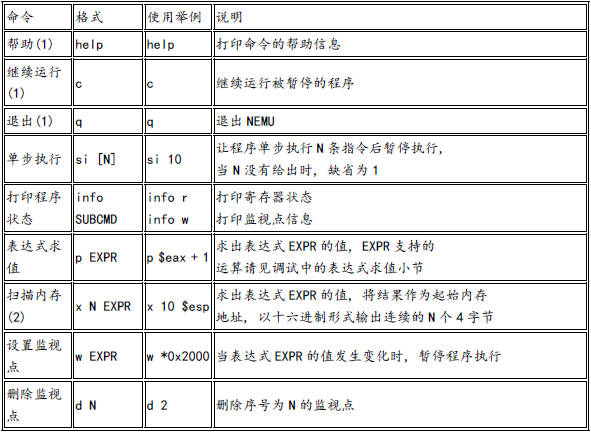 命令 格式 使用举例 说明
帮助(1) help help 打印命令的帮助信息
继续运行
(1) c c 继续运行被暂停的程序
退出(1) q q 退出 NEMU
单步执行 si [N] si 10 让程序单步执行 N 条指令后暂停执行,
当 N 没有给出时, 缺省为 1
打印程序
状态 info
SUBCMD info r
info w 打印寄存器状态
打印监视点信息
表达式求
值 p EXPR p $eax + 1 求出表达式 EXPR 的值, EXPR 支持的
运算请见调试中的表达式求值小节
扫描内存
(2) x N EXPR x 10 $esp 求出表达式 EXPR 的值, 将结果作为起始内存
地址, 以十六进制形式输出连续的 N 个 4 字节
设置监视
点 w EXPR w *0x2000 当表达式 EXPR 的值发生变化时, 暂停程序执行
删除监视
点 d N d 2 删除序号为 N 的监视点